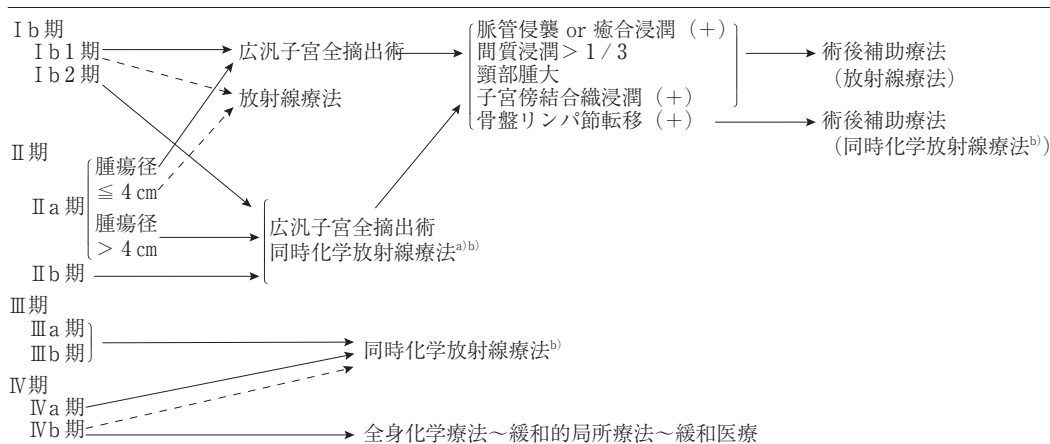 Ⅰb期
Ⅰb1期
Ⅰb2期
広汎子宮全摘出術
放射線療法
脈管侵襲 or 癒合浸潤（＋）
間質浸潤＞1/3
頸部腫大
子宮傍結合織浸潤（＋）
骨盤リンパ節転移（＋）
術後補助療法
（放射線療法）
術後補助療法
（同時化学放射線療法b））
Ⅱ期
Ⅱa期
腫瘍径
≦4cm
腫瘍径
＞4cm
Ⅱb期
広汎子宮全摘出術
同時化学放射線療法a)b)
Ⅲ期
Ⅲa期
Ⅲb期
同時化学放射線療法b)
Ⅳ期
Ⅳa期
Ⅳb期
全身化学療法～緩和的局所療法～緩和医療